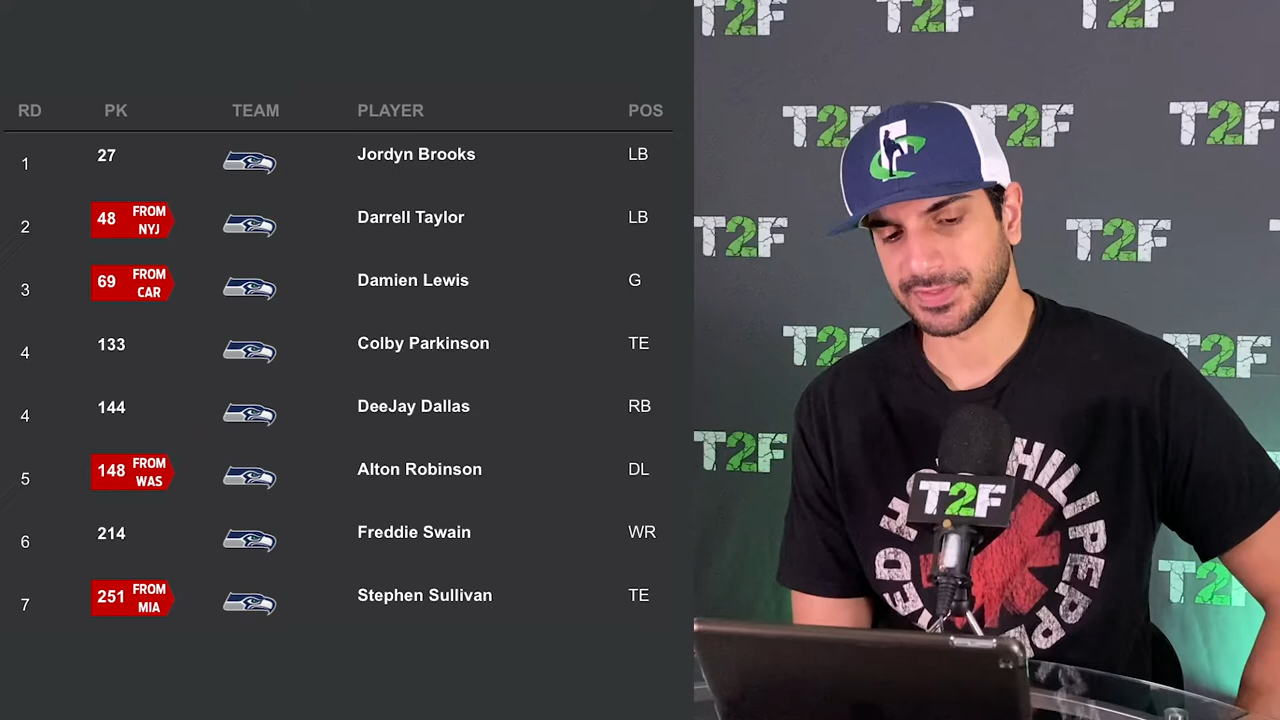 RD PK TEAM PLAYER POS
1 27 Jordyn Brooks LB
2 48 FROM NYJ Darrell Taylor LB
3 69 FROM CAR Damien Lewis G
4 133 Colby Parkinson TE
4 144 DeeJay Dallas RB
5 148 FROM WAS Alton Robinson DL
6 214 Freddie Swain WR
7 251 FROM MIA Stephen Sullivan TE
T2F T2F T2F
T2F T2F T2F
T2F T2F
T2F T2F
T2F
T2F
T2F